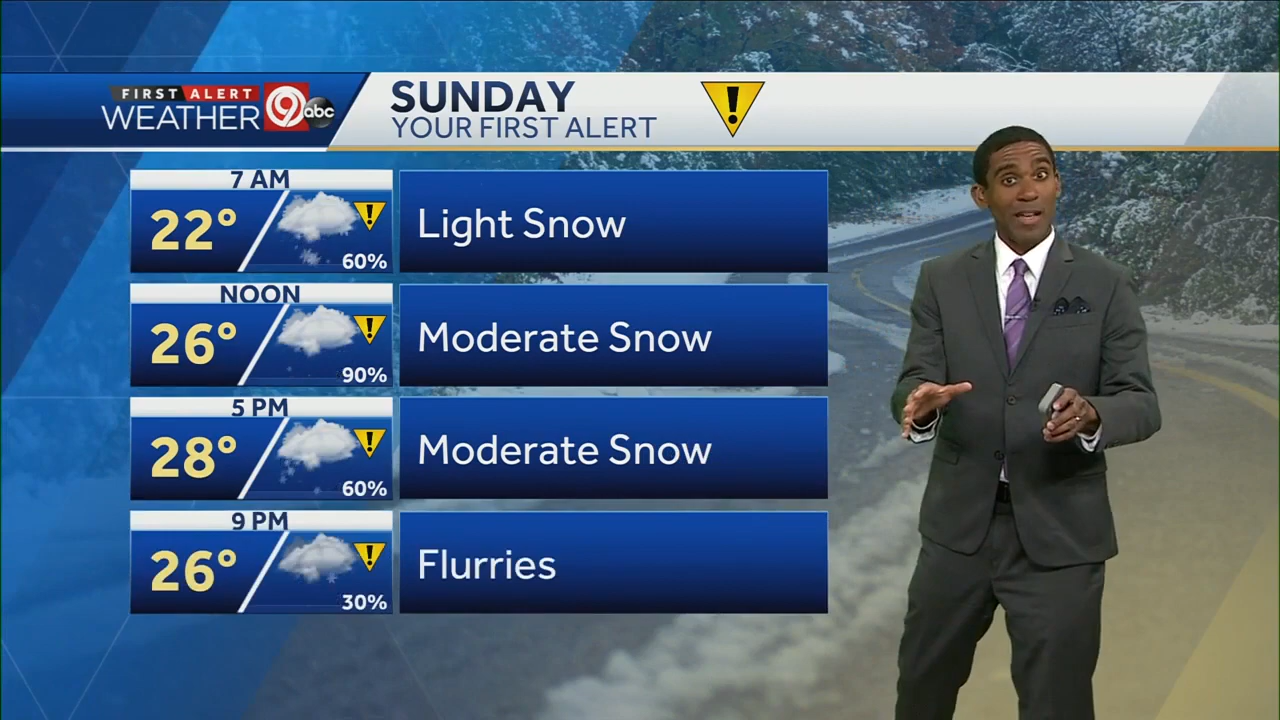 FIRST ALERT
WEATHER 9 abc
SUNDAY
YOUR FIRST ALERT
!
7 AM
22°
!
60%
Light Snow
NOON
26°
!
90%
Moderate Snow
5 PM
28°
!
60%
Moderate Snow
9 PM
26°
!
30%
Flurries